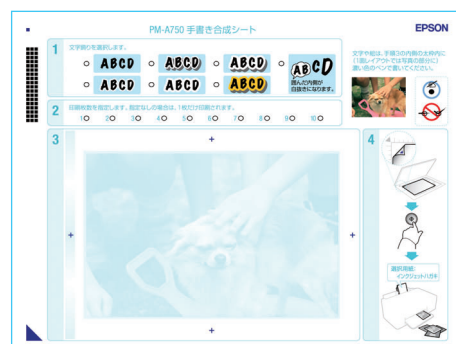 PM-A750 手書き合成シート
EPSON
1
文字飾りを選択します。
ABCD
ABCD
ABCD
ABCD
囲んだ内側が
白抜きになります。
ABCD
ABCD
ABCD
文字や絵は、手順3の内側の太枠内に
(1面レイアウトでは写真の部分に)
濃い色のペンで書いてください。
2
印刷枚数を指定します。指定なしの場合は、1枚だけ印刷されます。
1 2 3 4 5 6 7 8 9 10
3
4
選択用紙:
インクジェットハガキ